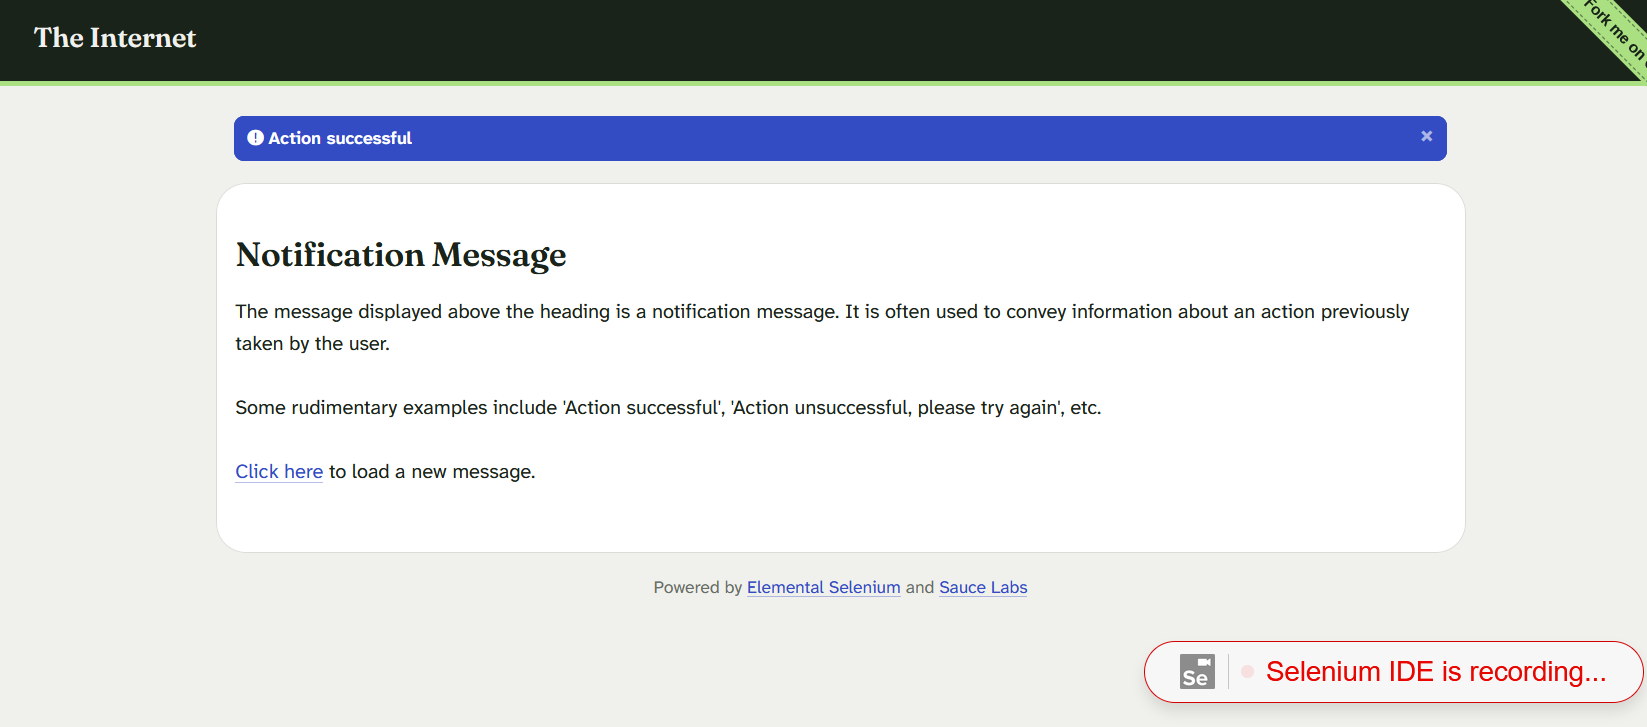 The Internet
Fork me on
! Action successful ×
Notification Message
The message displayed above the heading is a notification message. It is often used to convey information about an action previously
taken by the user.
Some rudimentary examples include 'Action successful', 'Action unsuccessful, please try again', etc.
Click here to load a new message.
Powered by Elemental Selenium and Sauce Labs
Se Selenium IDE is recording...